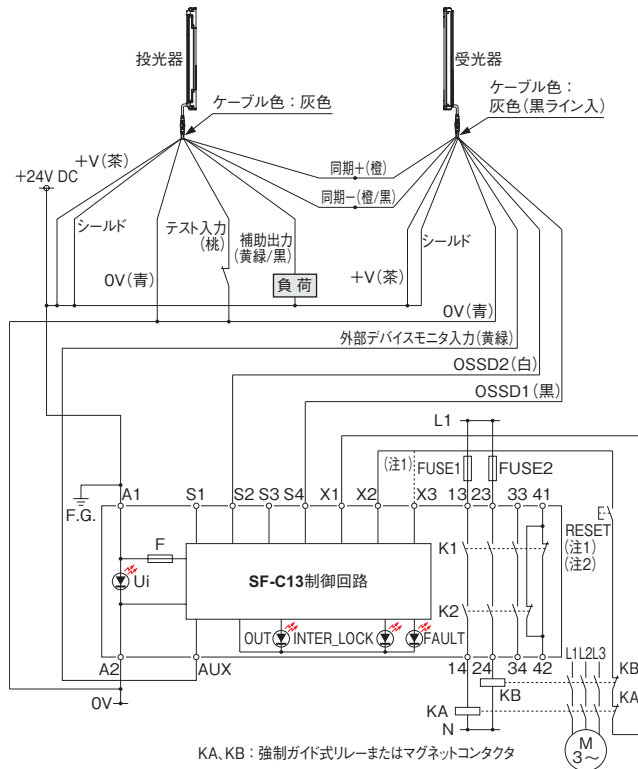 投光器
受光器
ケーブル色：灰色
ケーブル色：
灰色(黒ライン入)
+V(茶)
同期+(橙)
+24V DC
同期−(橙/黒)
シールド
テスト入力
(桃)
補助出力
(黄緑/黒)
シールド
0V(青)
負荷
+V(茶)
0V(青)
外部デバイスモニタ入力(黄緑)
OSSD2(白)
OSSD1(黒)
L1
(注1)
FUSE1
FUSE2
A1 S1 S2 S3 S4 X1 X2 X3 13 23 33 41
F.G.
RESET
(注1)
(注2)
F
K1
Ui
SF-C13制御回路
K2
OUT INTER_LOCK FAULT
A2 AUX 14 24 34 42
L1L2L3
KB
KB
0V
KA
KA
N
M
3～
KA、KB：強制ガイド式リレーまたはマグネットコンタクタ